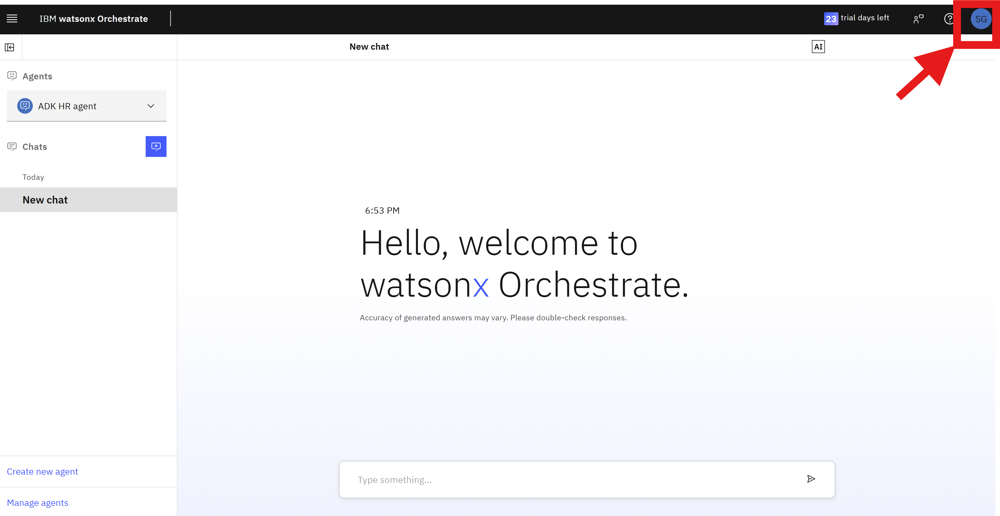 IBM watsonx Orchestrate
23 trial days left
SG
New chat
AI
Agents
ADK HR agent
Chats
Today
New chat
6:53 PM
Hello, welcome to
watsonx Orchestrate.
Accuracy of generated answers may vary. Please double-check responses.
Type something...
Create new agent
Manage agents